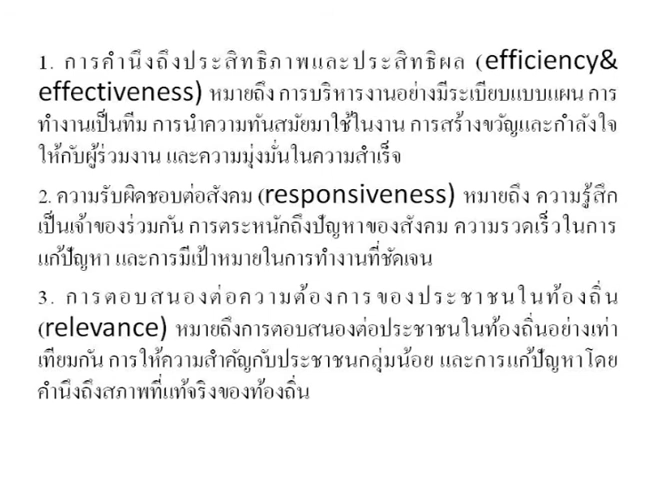 1. การคำนึงถึงประสิทธิภาพและประสิทธิผล (efficiency&
effectiveness) หมายถึง การบริหารงานอย่างมีระเบียบแบบแผน การ
ทำงานเป็นทีม การนำความทันสมัยมาใช้ในงาน การสร้างขวัญและกำลังใจ
ให้กับผู้ร่วมงาน และความมุ่งมั่นในความสำเร็จ
2. ความรับผิดชอบต่อสังคม (responsiveness) หมายถึง ความรู้สึก
เป็นเจ้าของร่วมกัน การตระหนักถึงปัญหาของสังคม ความรวดเร็วในการ
แก้ปัญหา และการมีเป้าหมายในการทำงานที่ชัดเจน
3. การตอบสนองต่อความต้องการของประชาชนในท้องถิ่น
(relevance) หมายถึงการตอบสนองต่อประชาชนในท้องถิ่นอย่างเท่า
เทียมกัน การให้ความสำคัญกับประชาชนกลุ่มน้อย และการแก้ปัญหาโดย
คำนึงถึงสภาพที่แท้จริงของท้องถิ่น